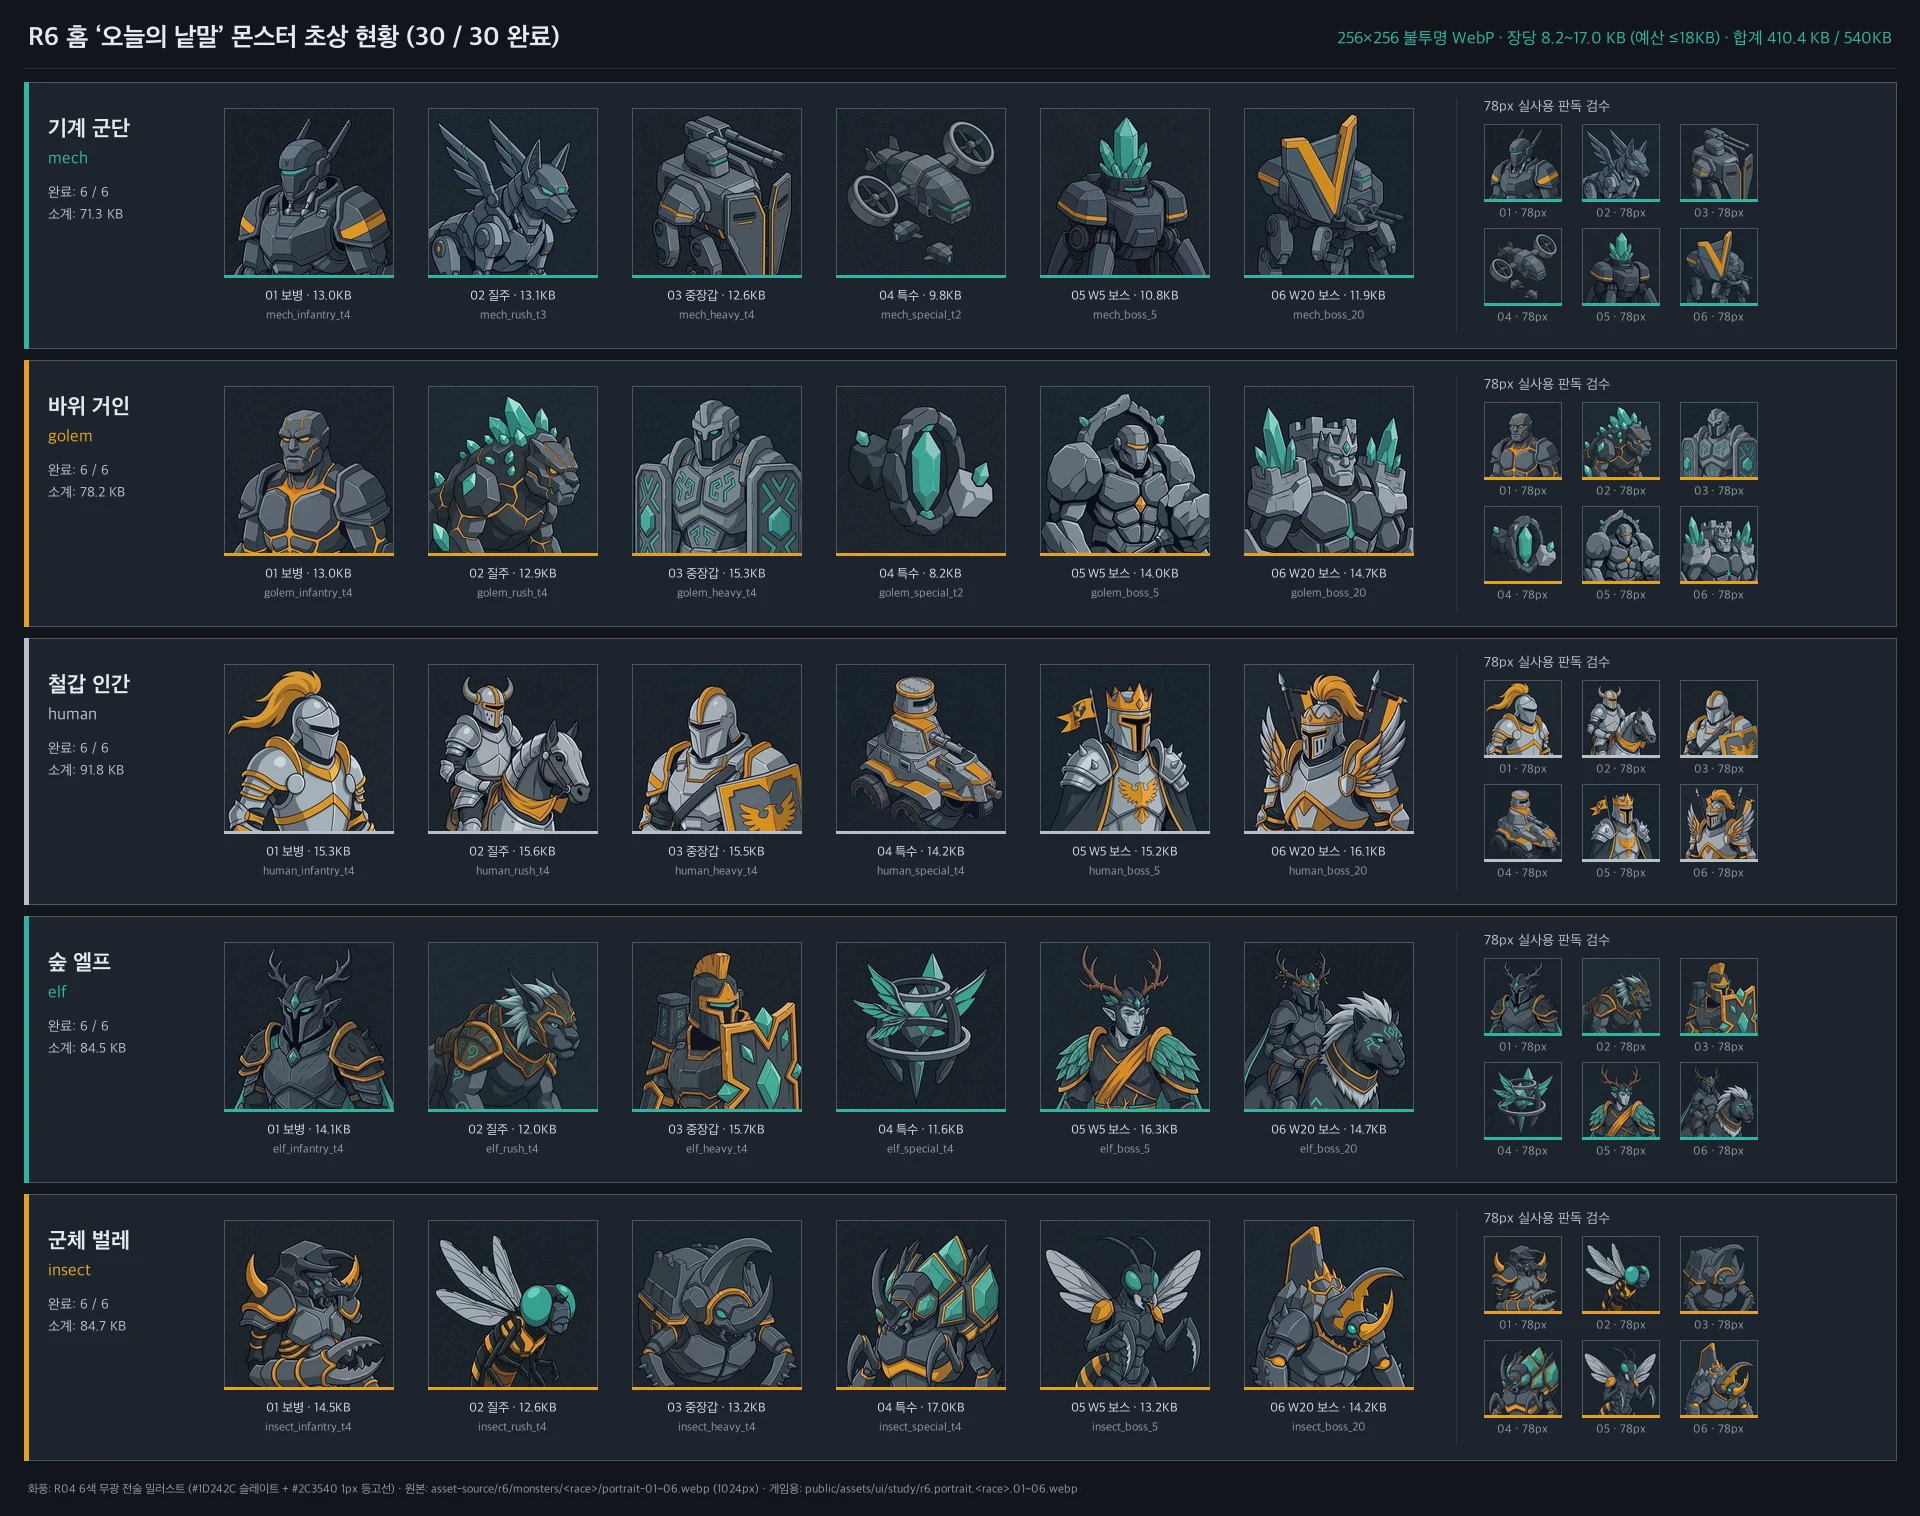 R6 홈 ‘오늘의 낱말’ 몬스터 초상 현황 (30 / 30 완료)
256×256 불투명 WebP · 장당 8.2~17.0 KB (예산 ≤18KB) · 합계 410.4 KB / 540KB
기계 군단
mech
완료: 6 / 6
소계: 71.3 KB
01 보병 · 13.0KB
mech_infantry_t4
02 질주 · 13.1KB
mech_rush_t3
03 중장갑 · 12.6KB
mech_heavy_t4
04 특수 · 9.8KB
mech_special_t2
05 W5 보스 · 10.8KB
mech_boss_5
06 W20 보스 · 11.9KB
mech_boss_20
78px 실사용 판독 검수
01 · 78px
02 · 78px
03 · 78px
04 · 78px
05 · 78px
06 · 78px
바위 거인
golem
완료: 6 / 6
소계: 78.2 KB
01 보병 · 13.0KB
golem_infantry_t4
02 질주 · 12.9KB
golem_rush_t4
03 중장갑 · 15.3KB
golem_heavy_t4
04 특수 · 8.2KB
golem_special_t2
05 W5 보스 · 14.0KB
golem_boss_5
06 W20 보스 · 14.7KB
golem_boss_20
78px 실사용 판독 검수
01 · 78px
02 · 78px
03 · 78px
04 · 78px
05 · 78px
06 · 78px
철갑 인간
human
완료: 6 / 6
소계: 91.8 KB
01 보병 · 15.3KB
human_infantry_t4
02 질주 · 15.6KB
human_rush_t4
03 중장갑 · 15.5KB
human_heavy_t4
04 특수 · 14.2KB
human_special_t4
05 W5 보스 · 15.2KB
human_boss_5
06 W20 보스 · 16.1KB
human_boss_20
78px 실사용 판독 검수
01 · 78px
02 · 78px
03 · 78px
04 · 78px
05 · 78px
06 · 78px
숲 엘프
elf
완료: 6 / 6
소계: 84.5 KB
01 보병 · 14.1KB
elf_infantry_t4
02 질주 · 12.0KB
elf_rush_t4
03 중장갑 · 15.7KB
elf_heavy_t4
04 특수 · 11.6KB
elf_special_t4
05 W5 보스 · 16.3KB
elf_boss_5
06 W20 보스 · 14.7KB
elf_boss_20
78px 실사용 판독 검수
01 · 78px
02 · 78px
03 · 78px
04 · 78px
05 · 78px
06 · 78px
군체 벌레
insect
완료: 6 / 6
소계: 84.7 KB
01 보병 · 14.5KB
insect_infantry_t4
02 질주 · 12.6KB
insect_rush_t4
03 중장갑 · 13.2KB
insect_heavy_t4
04 특수 · 17.0KB
insect_special_t4
05 W5 보스 · 13.2KB
insect_boss_5
06 W20 보스 · 14.2KB
insect_boss_20
78px 실사용 판독 검수
01 · 78px
02 · 78px
03 · 78px
04 · 78px
05 · 78px
06 · 78px
화풍: R04 6색 무광 전술 일러스트 (#1D242C 슬레이트 + #2C3540 1px 등고선) · 원본: asset-source/r6/monsters/<race>/portrait-01~06.webp (1024px) · 게임용: public/assets/ui/study/r6.portrait.<race>.01~06.webp